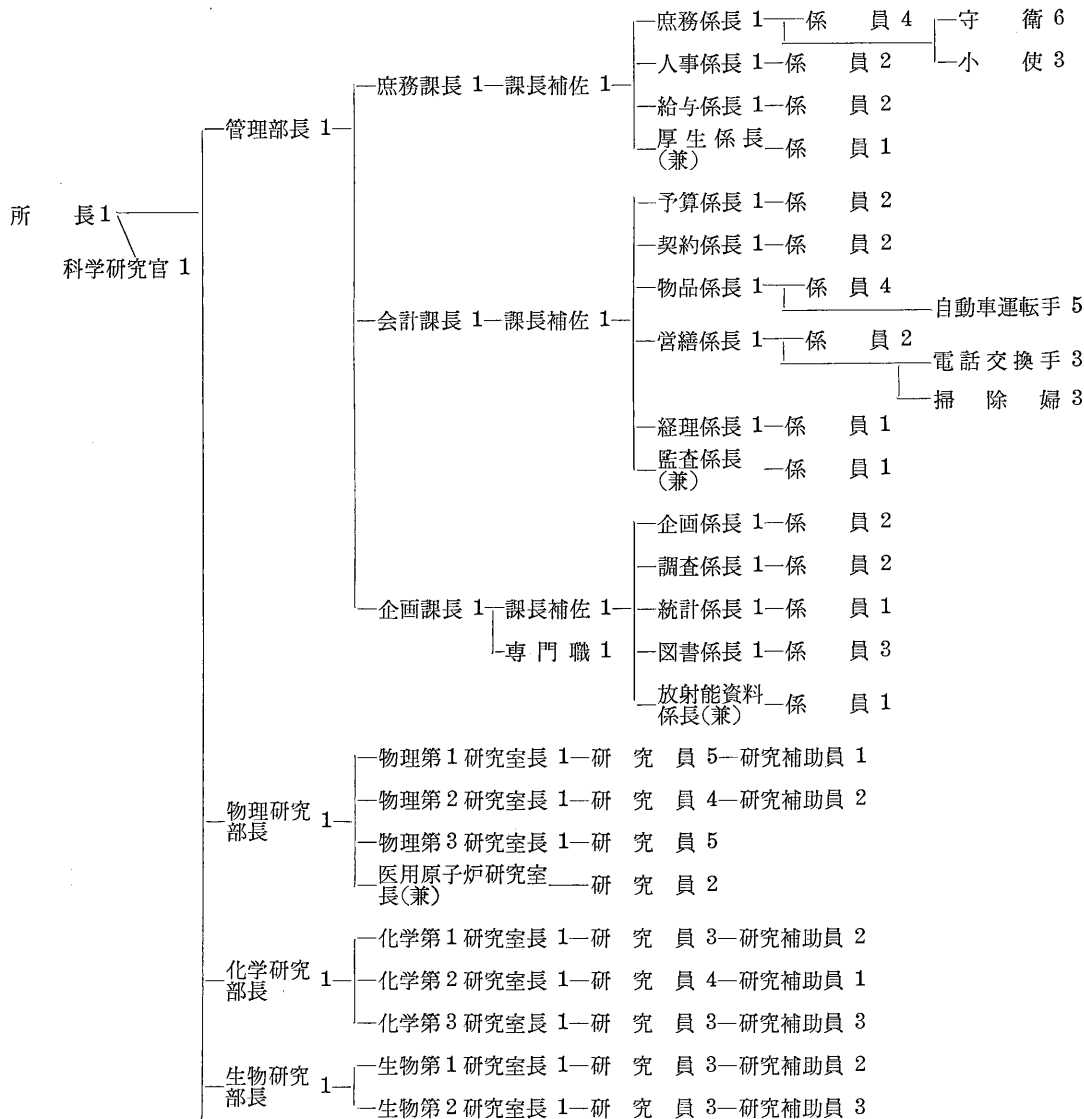 所長1
科学研究官 1
管理部長 1
庶務課長 1 課長補佐 1
庶務係長 1 係員 4
守衛 6
小使 3
人事係長 1 係員 2
給与係長 1 係員 2
厚生係長(兼) 係員 1
会計課長 1 課長補佐 1
予算係長 1 係員 2
契約係長 1 係員 2
物品係長 1 係員 4
自動車運転手 5
営繕係長 1 係員 2
電話交換手 3
掃除婦 3
経理係長 1 係員 1
監査係長(兼) 係員 1
企画課長 1 課長補佐 1
専門職 1
企画係長 1 係員 2
調査係長 1 係員 2
統計係長 1 係員 1
図書係長 1 係員 3
放射能資料係長(兼) 係員 1
物理研究部長 1
物理第1研究室長 1 研究員 5 研究補助員 1
物理第2研究室長 1 研究員 4 研究補助員 2
物理第3研究室長 1 研究員 5
医用原子炉研究室長(兼) 研究員 2
化学研究部長 1
化学第1研究室長 1 研究員 3 研究補助員 2
化学第2研究室長 1 研究員 4 研究補助員 1
化学第3研究室長 1 研究員 3 研究補助員 3
生物研究部長 1
生物第1研究室長 1 研究員 3 研究補助員 2
生物第2研究室長 1 研究員 3 研究補助員 3